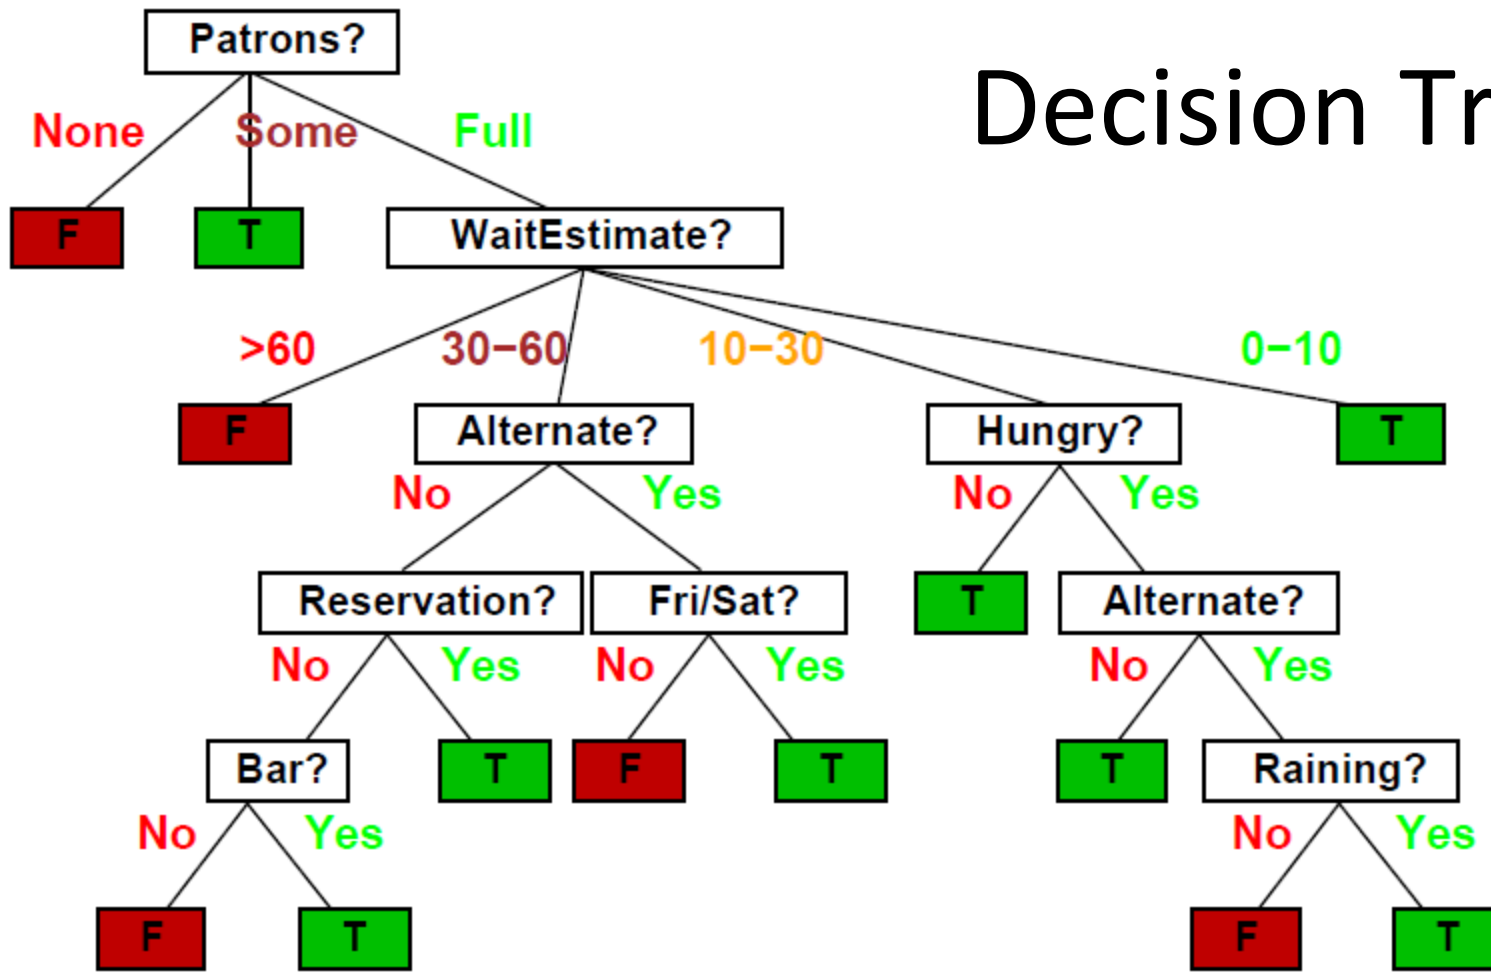 Patrons?
Decision Tr
None Some Full
F T WaitEstimate?
>60 30−60 10−30 0−10
F Alternate? Hungry? T
No Yes No Yes
Reservation? Fri/Sat? T Alternate?
No Yes No Yes No Yes
Bar? T F T T Raining?
No Yes No Yes
F T F T